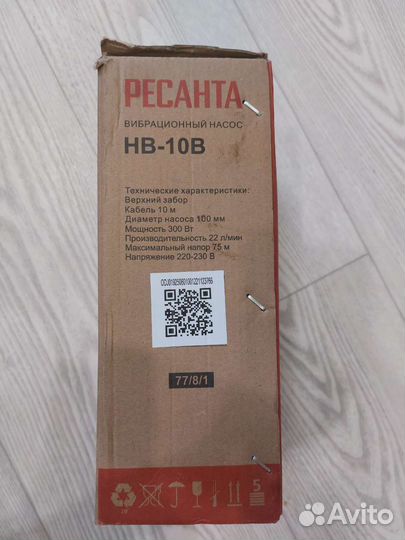 РЕСАНТА
ВИБРАЦИОННЫЙ НАСОС
НВ-10В
Технические характеристики:
Верхний забор
Кабель 10 м
Диаметр насоса 100 мм
Мощность 300 Вт
Производительность 22 л/мин
Максимальный напор 75 м
Напряжение 220-230 В
77/8/1
5
Avito